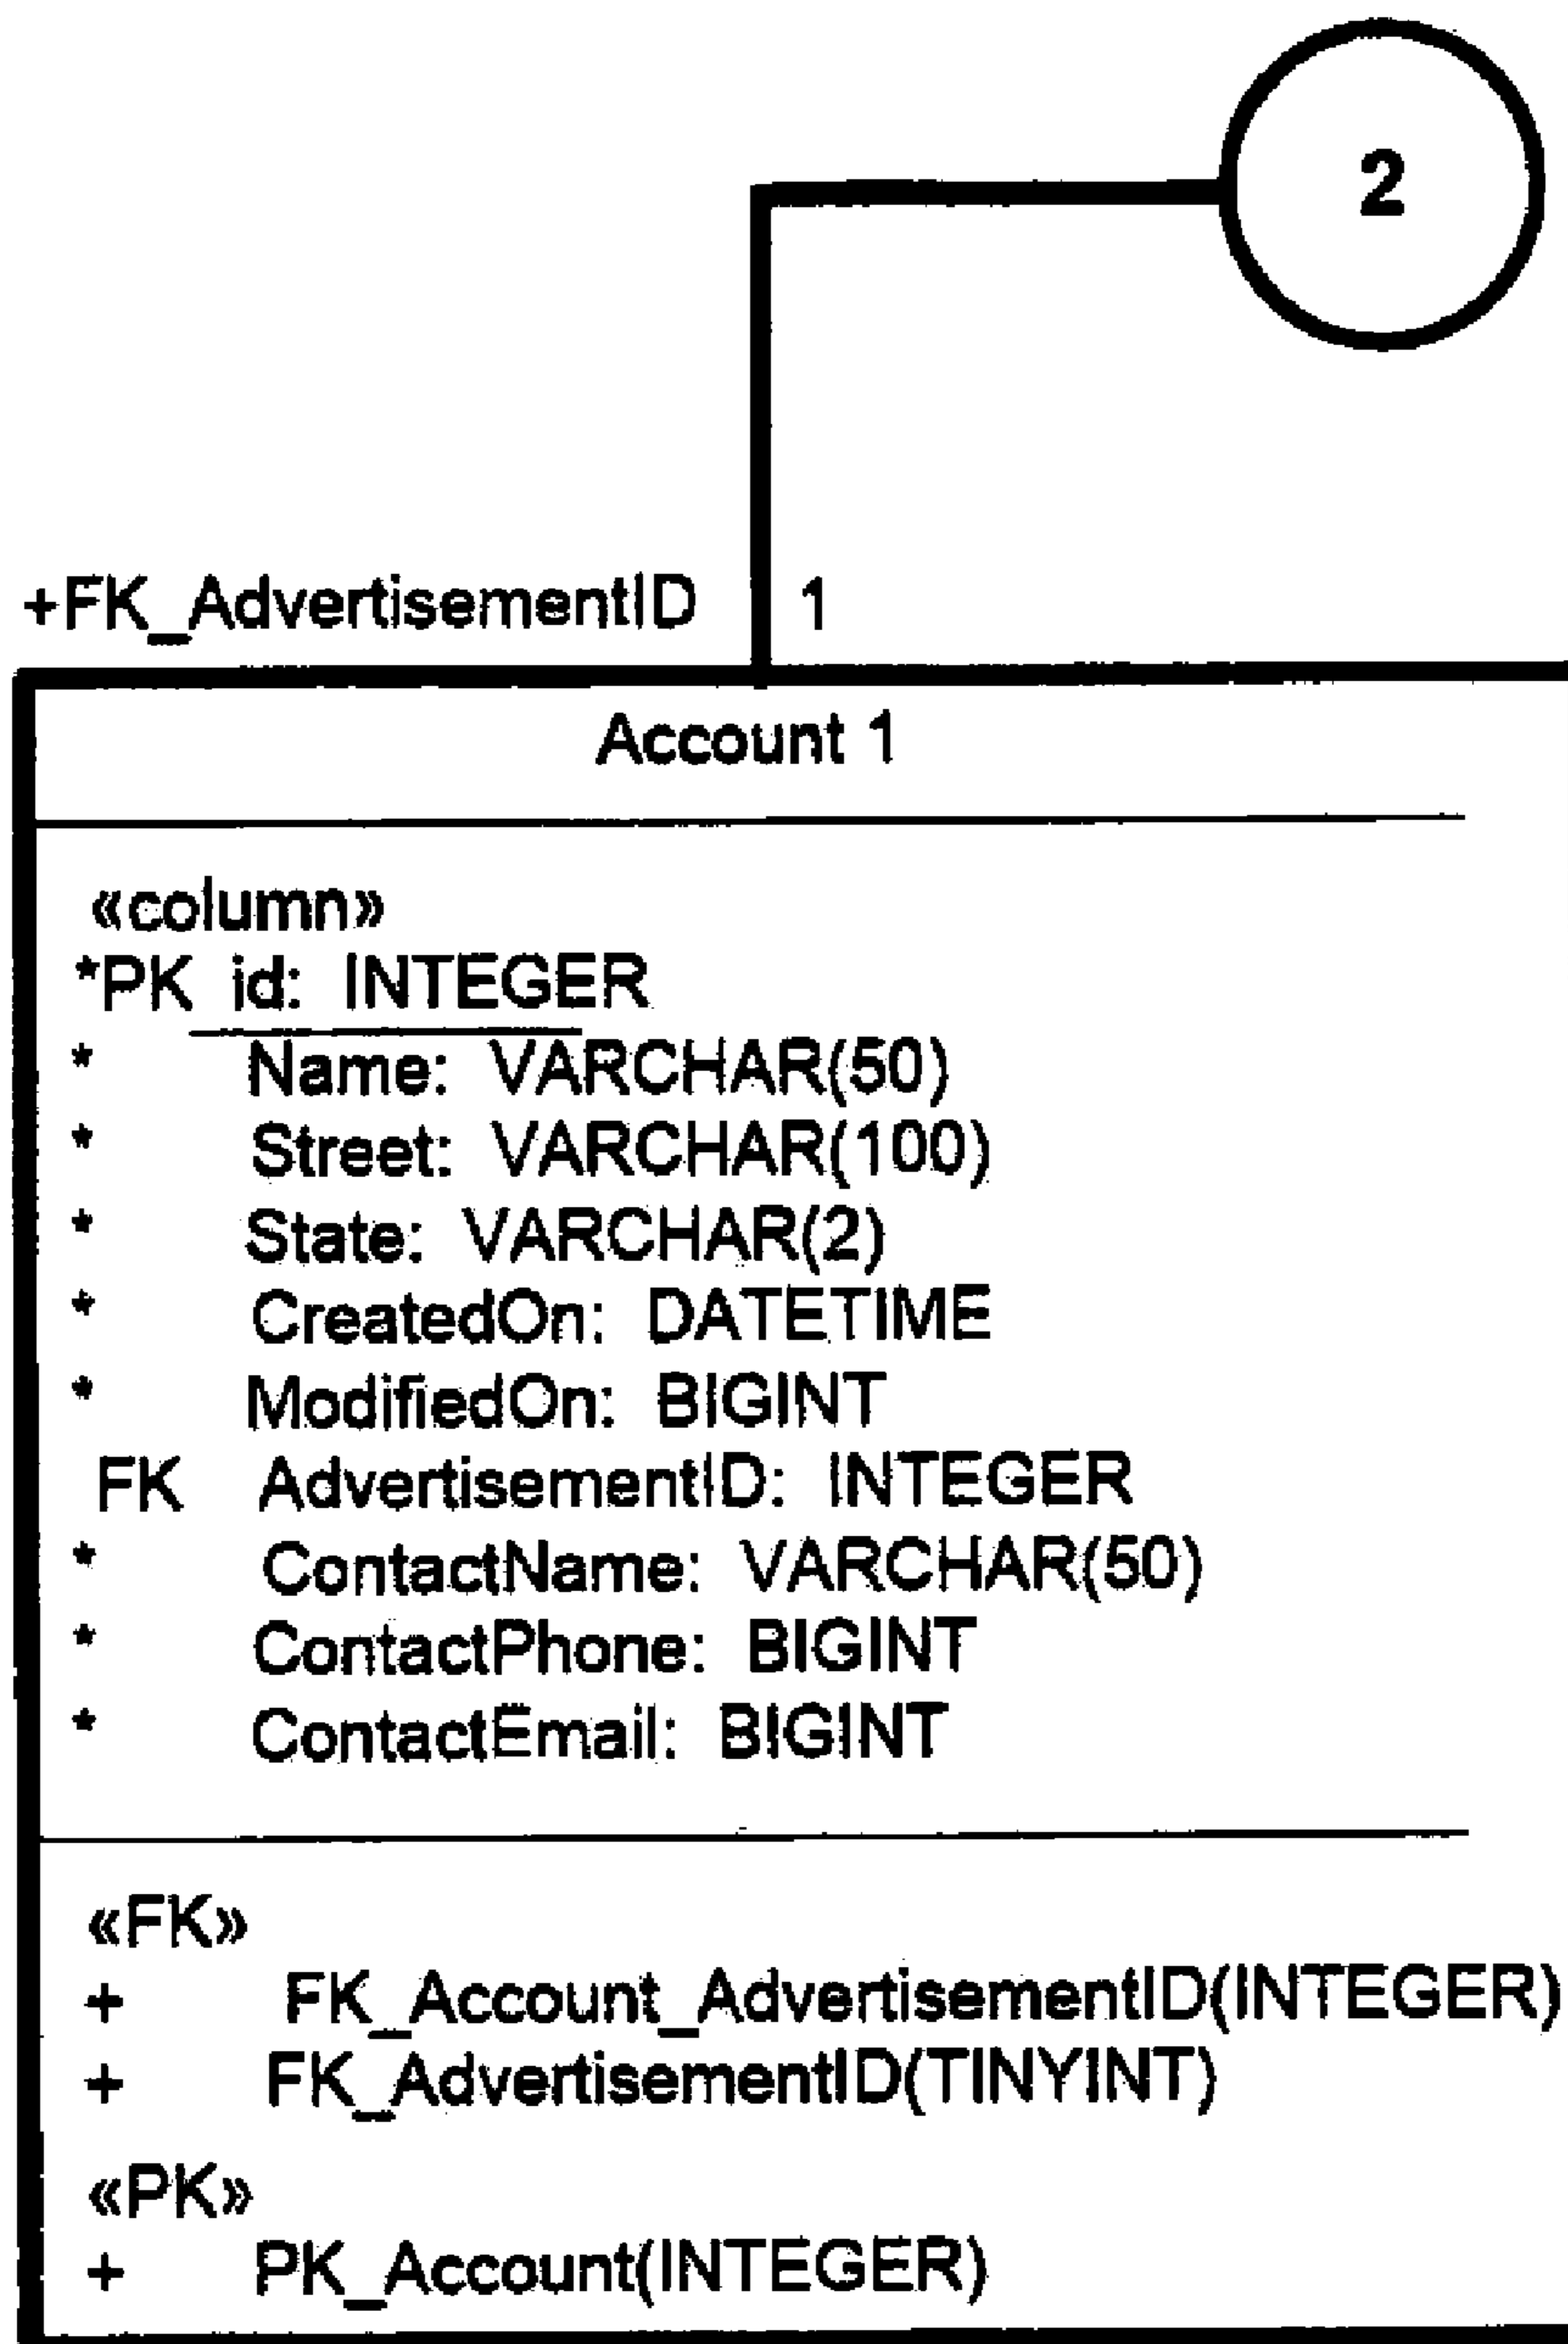 2
+FK_AdvertisementID 1
Account 1
«column»
*PK id: INTEGER
* Name: VARCHAR(50)
* Street: VARCHAR(100)
* State: VARCHAR(2)
* CreatedOn: DATETIME
* ModifiedOn: BIGINT
FK AdvertisementID: INTEGER
* ContactName: VARCHAR(50)
* ContactPhone: BIGINT
* ContactEmail: BIGINT
«FK»
+ FK_Account_AdvertisementID(INTEGER)
+ FK_AdvertisementID(TINYINT)
«PK»
+ PK_Account(INTEGER)